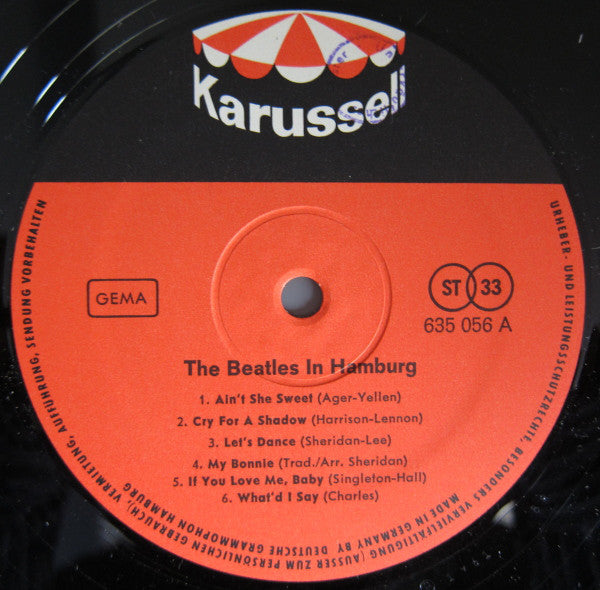 Karussell
GEMA
ST 33
635 056 A
The Beatles In Hamburg
1. Ain't She Sweet (Ager-Yellen)
2. Cry For A Shadow (Harrison-Lennon)
3. Let's Dance (Sheridan-Lee)
4. My Bonnie (Trad./Arr. Sheridan)
5. If You Love Me, Baby (Singleton-Hall)
6. What'd I Say (Charles)
URHEBER- UND LEISTUNGSSCHUTZRECHTE, BESONDERS VERVIELFÄLTIGUNG (AUSSER ZUM PERSÖNLICHEN GEBRAUCH), VERMIETUNG, AUFFÜHRUNG, SENDUNG VORBEHALTEN
MADE IN GERMANY BY DEUTSCHE GRAMMOPHON HAMBURG